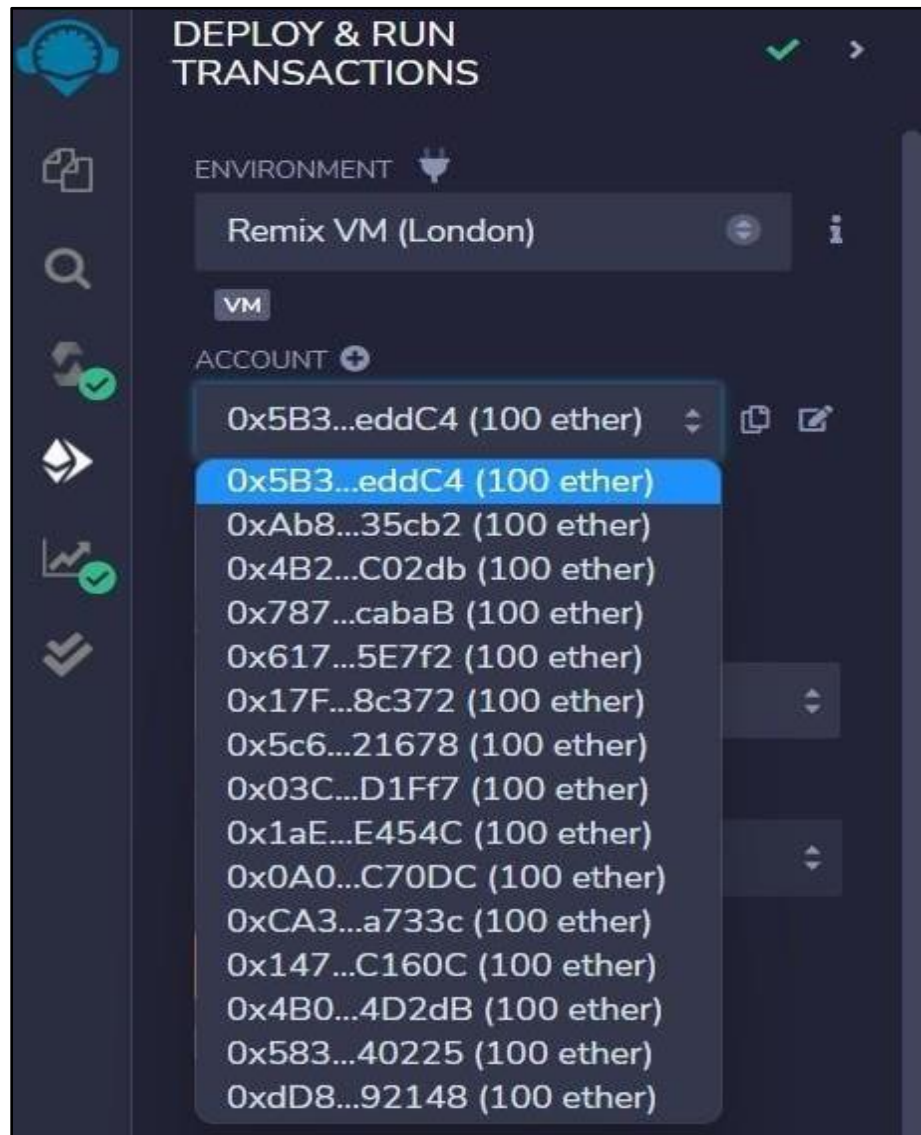 DEPLOY & RUN
TRANSACTIONS
ENVIRONMENT
Remix VM (London)
VM
ACCOUNT
0x5B3...eddC4 (100 ether)
0x5B3...eddC4 (100 ether)
0xAb8...35cb2 (100 ether)
0x4B2...C02db (100 ether)
0x787...cabaB (100 ether)
0x617...5E7f2 (100 ether)
0x17F...8c372 (100 ether)
0x5c6...21678 (100 ether)
0x03C...D1Ff7 (100 ether)
0x1aE...E454C (100 ether)
0x0A0...C70DC (100 ether)
0xCA3...a733c (100 ether)
0x147...C160C (100 ether)
0x4B0...4D2dB (100 ether)
0x583...40225 (100 ether)
0xdD8...92148 (100 ether)